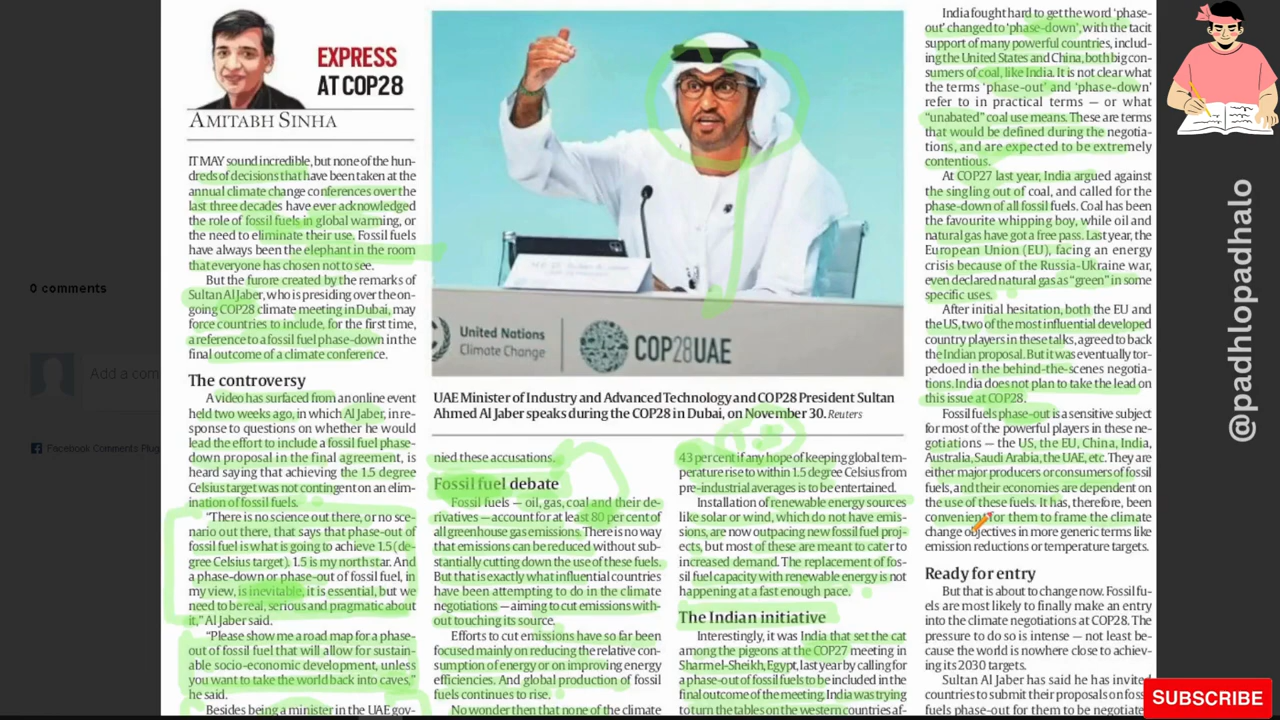 EXPRESS
AT COP28
AMITABH SINHA
IT MAY sound incredible, but none of the hun-
dreds of decisions that have been taken at the
annual climate change conferences over the
last three decades have ever acknowledged
the role of fossil fuels in global warming, or
the need to eliminate their use. Fossil fuels
have always been the elephant in the room
that everyone has chosen not to see.
But the furore created by the remarks of
Sultan Al Jaber, who is presiding over the on-
going COP28 climate meeting in Dubai, may
force countries to include, for the first time,
a reference to a fossil fuel phase-down in the
final outcome of a climate conference.
The controversy
A video has surfaced from an online event
held two weeks ago, in which Al Jaber, in re-
sponse to questions on whether he would
lead the effort to include a fossil fuel phase-
down proposal in the final agreement, is
heard saying that achieving the 1.5 degree
Celsius target was not contingent on an elim-
ination of fossil fuels.
"There is no science out there, or no sce-
nario out there, that says that phase-out of
fossil fuel is what is going to achieve 1.5 (de-
gree Celsius target). 1.5 is my north star. And
a phase-down or phase-out of fossil fuel, in
my view, is inevitable, it is essential, but we
need to be real, serious and pragmatic about
it," Al Jaber said.
"Please show me a road map for a phase-
out of fossil fuel that will allow for sustain-
able socio-economic development, unless
you want to take the world back into caves,"
he said.
Besides being a minister in the UAE gov-
United Nations
Climate Change
COP28UAE
UAE Minister of Industry and Advanced Technology and COP28 President Sultan
Ahmed Al Jaber speaks during the COP28 in Dubai, on November 30. Reuters
nied these accusations.
Fossil fuel debate
Fossil fuels — oil, gas, coal and their de-
rivatives — account for at least 80 per cent of
all greenhouse gas emissions. There is no way
that emissions can be reduced without sub-
stantially cutting down the use of these fuels.
But that is exactly what influential countries
have been attempting to do in the climate
negotiations — aiming to cut emissions with-
out touching its source.
Efforts to cut emissions have so far been
focused mainly on reducing the relative con-
sumption of energy or on improving energy
efficiencies. And global production of fossil
fuels continues to rise.
No wonder then that none of the climate
43 per cent if any hope of keeping global tem-
perature rise to within 1.5 degree Celsius from
pre-industrial averages is to be entertained.
Installation of renewable energy sources
like solar or wind, which do not have emis-
sions, are now outpacing new fossil fuel proj-
ects, but most of these are meant to cater to
increased demand. The replacement of fos-
sil fuel capacity with renewable energy is not
happening at a fast enough pace.
The Indian initiative
Interestingly, it was India that set the cat
among the pigeons at the COP27 meeting in
Sharm el-Sheikh, Egypt, last year by calling for
a phase-out of fossil fuels to be included in the
final outcome of the meeting. India was trying
to turn the tables on the western countries af-
India fought hard to get the word 'phase-
out' changed to 'phase-down', with the tacit
support of many powerful countries, includ-
ing the United States and China, both big con-
sumers of coal, like India. It is not clear what
the terms 'phase-out' and 'phase-down'
refer to in practical terms — or what
"unabated" coal use means. These are terms
that would be defined during the negotia-
tions, and are expected to be extremely
contentious.
At COP27 last year, India argued against
the singling out of coal, and called for the
phase-down of all fossil fuels. Coal has been
the favourite whipping boy, while oil and
natural gas have got a free pass. Last year, the
European Union (EU), facing an energy
crisis because of the Russia-Ukraine war,
even declared natural gas as "green" in some
specific uses.
After initial hesitation, both the EU and
the US, two of the most influential developed
country players in these talks, agreed to back
the Indian proposal. But it was eventually tor-
pedoed in the behind-the-scenes negotia-
tions. India does not plan to take the lead on
this issue at COP28.
Fossil fuels phase-out is a sensitive subject
for most of the powerful players in these ne-
gotiations — the US, the EU, China, India,
Australia, Saudi Arabia, the UAE, etc. They are
either major producers or consumers of fossil
fuels, and their economies are dependent on
the use of these fuels. It has, therefore, been
convenient for them to frame the climate
change objectives in more generic terms like
emission reductions or temperature targets.
Ready for entry
But that is about to change now. Fossil fu-
els are most likely to finally make an entry
into the climate negotiations at COP28. The
pressure to do so is intense — not least be-
cause the world is nowhere close to achiev-
ing its 2030 targets.
Sultan Al Jaber has said he has invited
countries to submit their proposals on fossil
fuels phase-out for them to be negotiated
0 comments
Add a com
Facebook Comments Plug
@padhlopadhalo
SUBSCRIBE